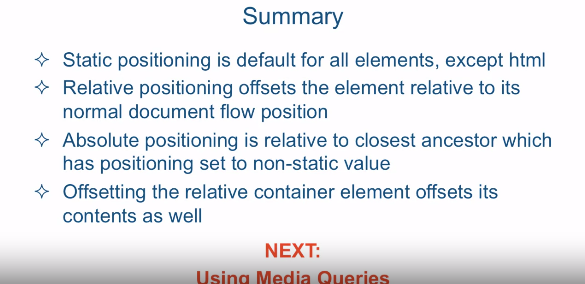 Summary
Static positioning is default for all elements, except html
Relative positioning offsets the element relative to its
normal document flow position
Absolute positioning is relative to closest ancestor which
has positioning set to non-static value
Offsetting the relative container element offsets its
contents as well
NEXT:
Using Media Queries